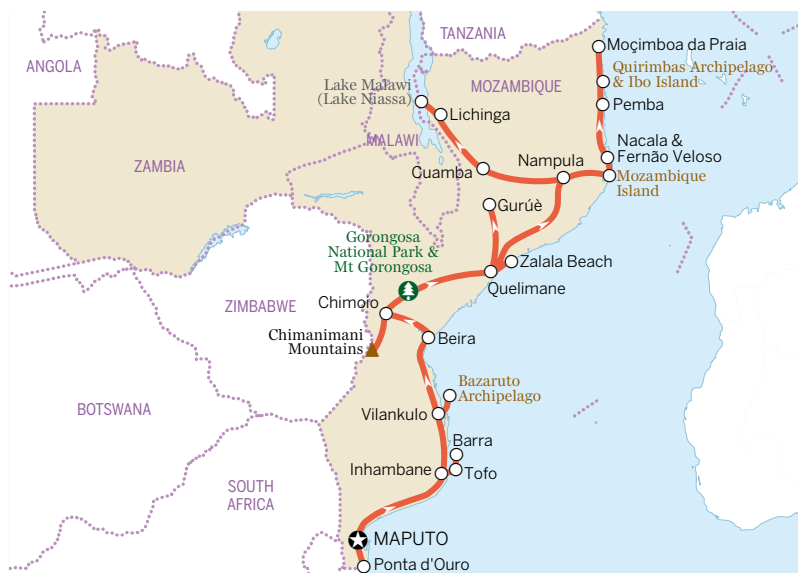 TANZANIA
Moçimboa da Praia
ANGOLA
Quirimbas Archipelago
& Ibo Island
MOZAMBIQUE
Lake Malawi
(Lake Niassa)
Pemba
Lichinga
MALAWI
Nacala &
Fernão Veloso
ZAMBIA
Nampula
Cuamba
Mozambique
Island
Gurúè
Gorongosa
National Park &
Mt Gorongosa
Zalala Beach
Quelimane
ZIMBABWE
Chimoio
Chimanimani
Mountains
Beira
Bazaruto
Archipelago
BOTSWANA
Vilankulo
Barra
Inhambane
Tofo
SOUTH
AFRICA
MAPUTO
Ponta d'Ouro